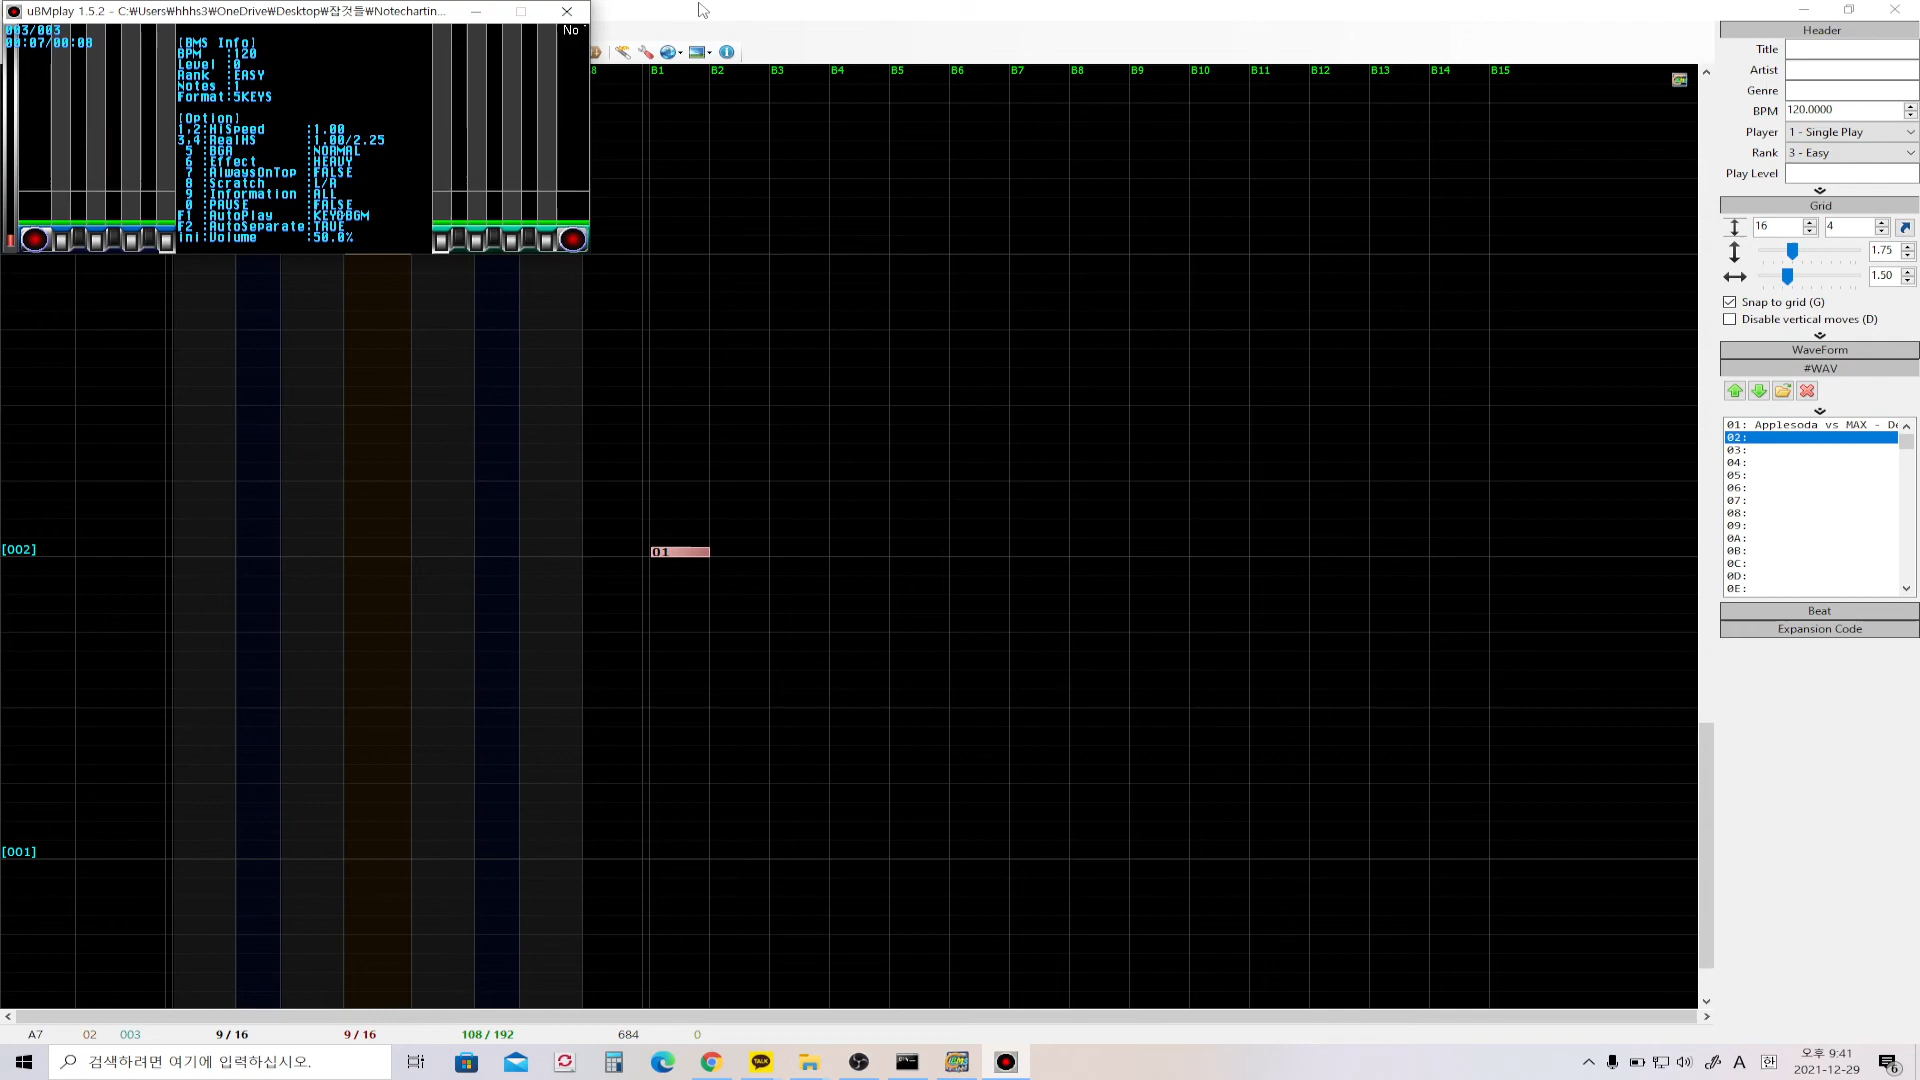 uBMplay 1.5.2 - C:₩Users₩hhhs3₩OneDrive₩Desktop₩잡것들₩Notechartin...
003/003
00:07/00:08
No
[BMS Info]
BPM :120
Level :0
Rank :EASY
Notes :1
Format:5KEYS
[Option]
1,2:HiSpeed :1.00
3,4:RealHS :1.00/2.25
5 :BGA :NORMAL
6 :Effect :HEAVY
7 :AlwaysOnTop :FALSE
8 :Scratch :L/A
9 :Information :ALL
0 :PAUSE :FALSE
F1 :AutoPlay :KEY&BGM
F2 :AutoSeparate:TRUE
Ini:Volume :50.0%
8 B1 B2 B3 B4 B5 B6 B7 B8 B9 B10 B11 B12 B13 B14 B15
[002]
01
[001]
Header
Title
Artist
Genre
BPM 120.0000
Player 1 - Single Play
Rank 3 - Easy
Play Level
Grid
16 4
1.75
1.50
Snap to grid (G)
Disable vertical moves (D)
WaveForm
#WAV
01: Applesoda vs MAX - De
02:
03:
04:
05:
06:
07:
08:
09:
0A:
0B:
0C:
0D:
0E:
Beat
Expansion Code
A7 02 003 9 / 16 9 / 16 108 / 192 684 0
검색하려면 여기에 입력하십시오.
TALK
A 한
오후 9:41
2021-12-29
6